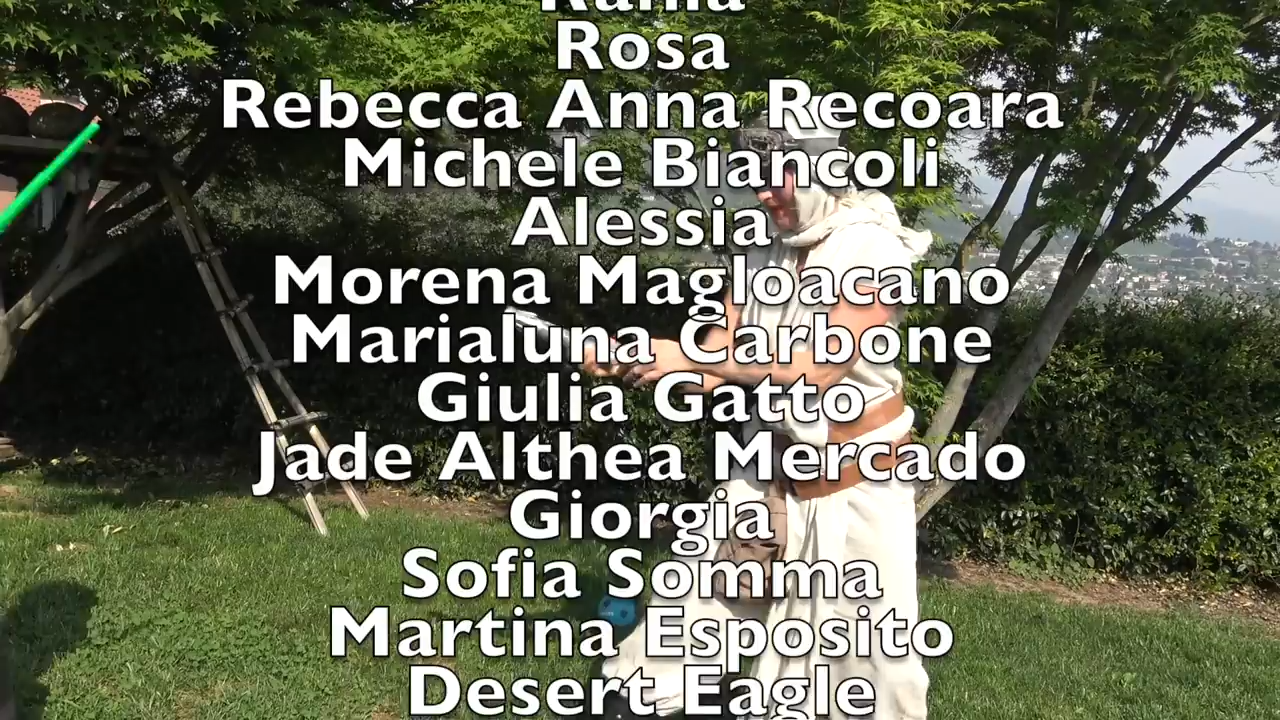 Rosa
Rebecca Anna Recoara
Michele Biancoli
Alessia
Morena Magloacano
Marialuna Carbone
Giulia Gatto
Jade Althea Mercado
Giorgia
Sofia Somma
Martina Esposito
Desert Eagle